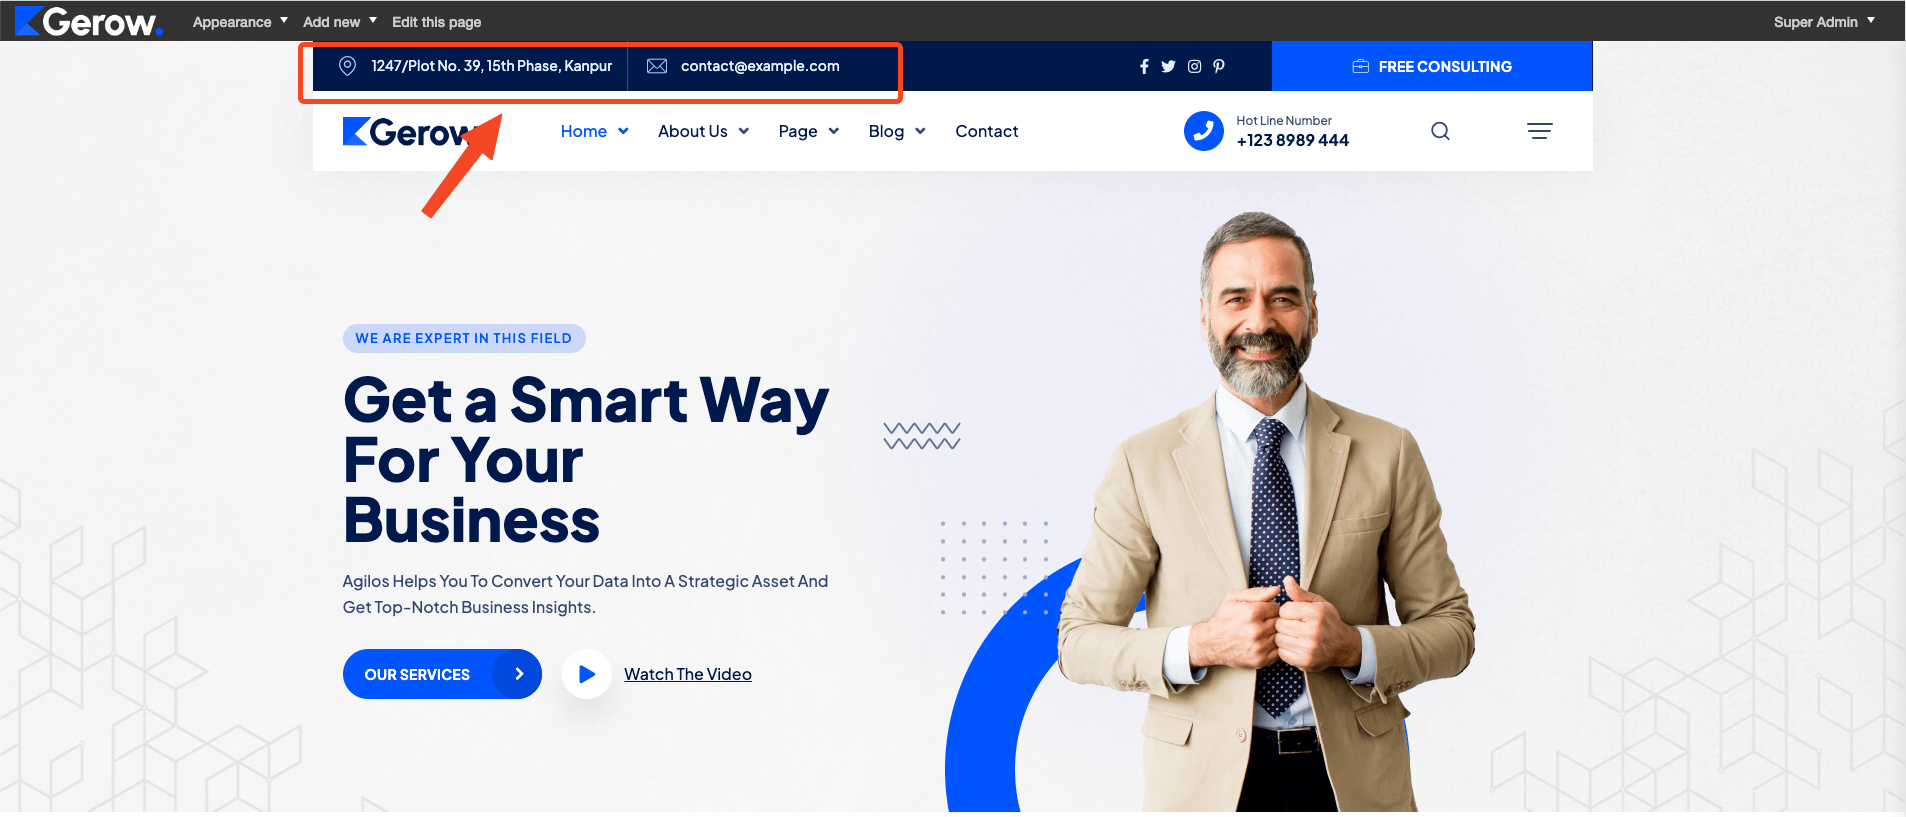 Gerow.
Appearance Add new Edit this page Super Admin
1247/Plot No. 39, 15th Phase, Kanpur contact@example.com FREE CONSULTING
Gerow
Home About Us Page Blog Contact
Hot Line Number
+123 8989 444
WE ARE EXPERT IN THIS FIELD
Get a Smart Way
For Your
Business
Agilos Helps You To Convert Your Data Into A Strategic Asset And
Get Top-Notch Business Insights.
OUR SERVICES Watch The Video